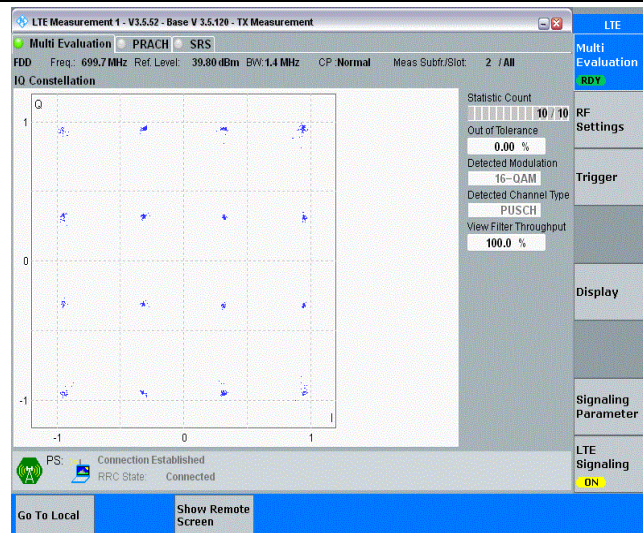 LTE Measurement 1 - V3.5.52 - Base V 3.5.120 - TX Measurement
LTE
Multi Evaluation PRACH SRS
FDD Freq.: 699.7 MHz Ref. Level: 39.80 dBm BW: 1.4 MHz CP :Normal Meas Subfr./Slot: 2 / All
IQ Constellation
Q
1
0
-1
-1 0 1
I
Statistic Count
10 / 10
Out of Tolerance
0.00 %
Detected Modulation
16-QAM
Detected Channel Type
PUSCH
View Filter Throughput
100.0 %
Multi
Evaluation
RDY
RF
Settings
Trigger
Display
Signaling
Parameter
LTE
Signaling
ON
PS: Connection Established
RRC State: Connected
Go To Local
Show Remote
Screen